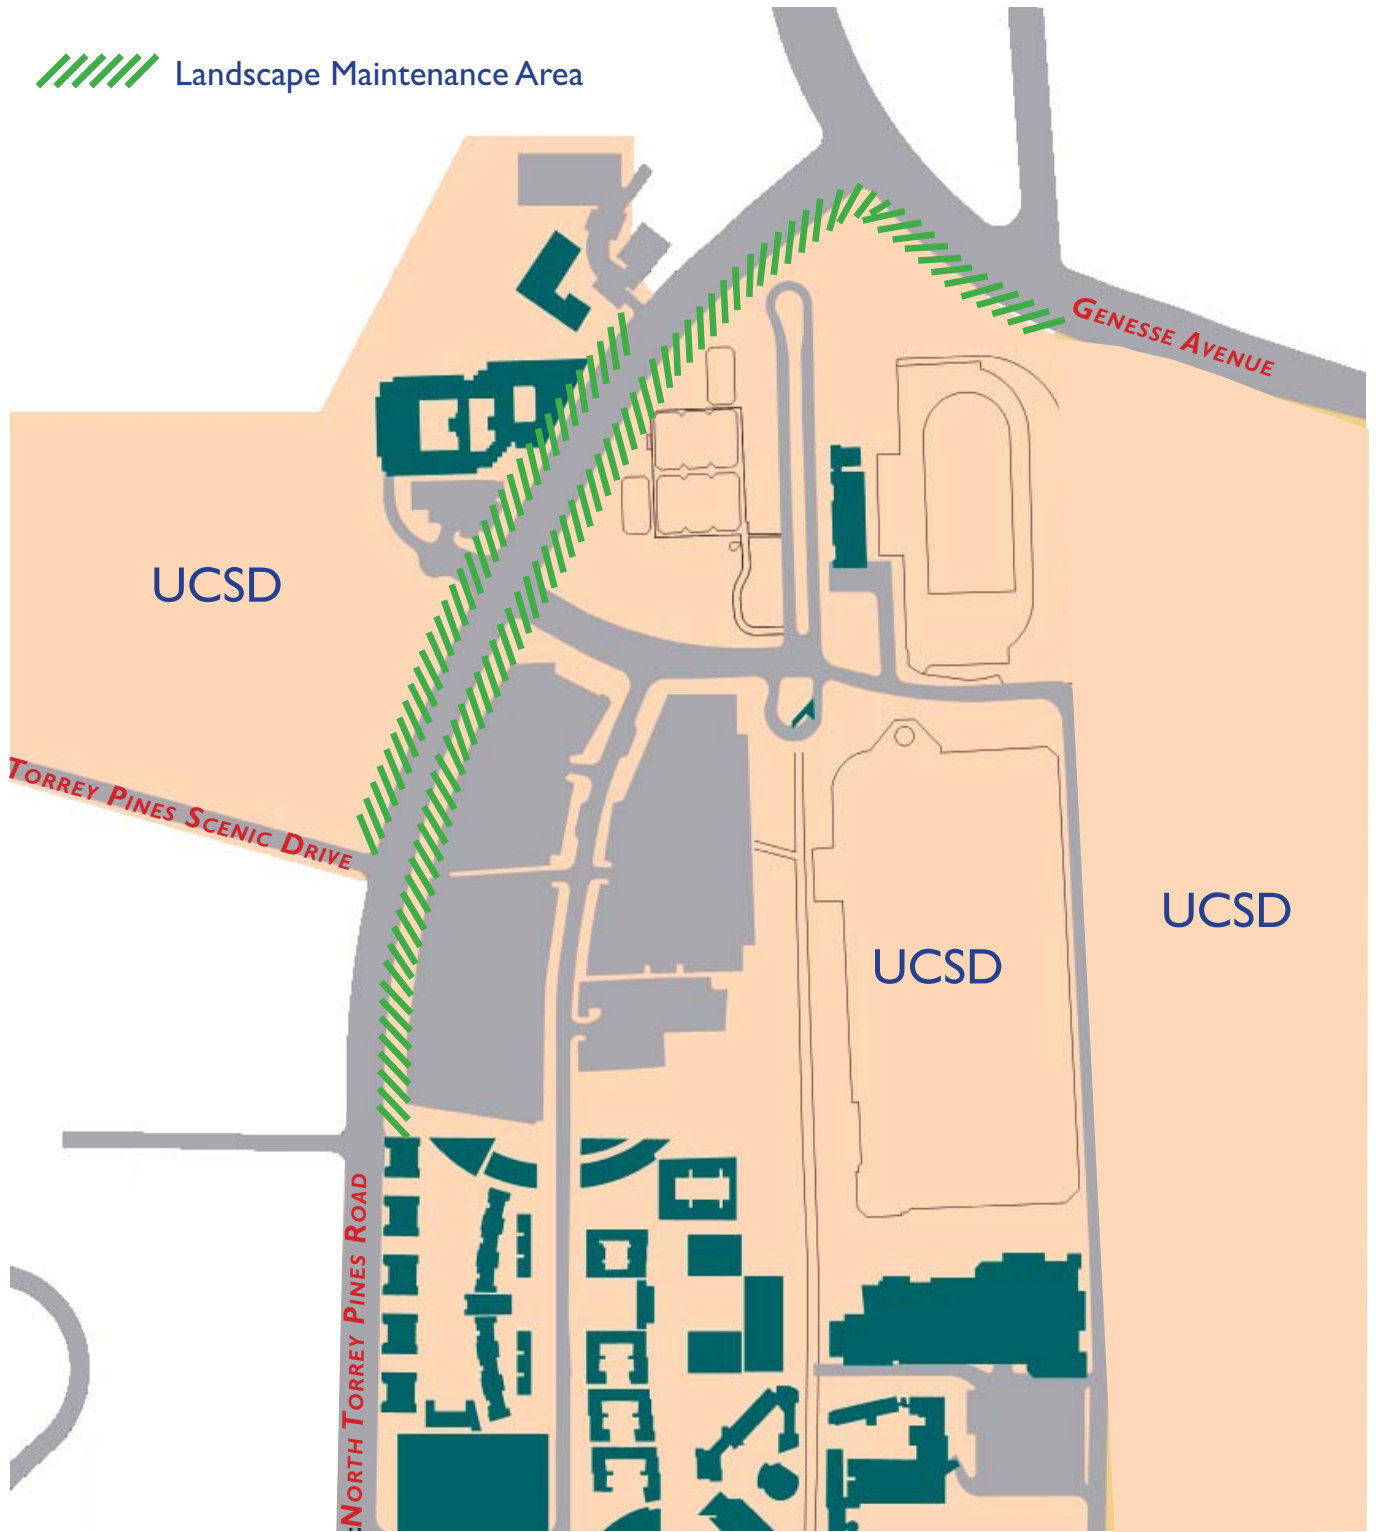 Landscape Maintenance Area
GENESSE AVENUE
UCSD
TORREY PINES SCENIC DRIVE
UCSD
UCSD
NORTH TORREY PINES ROAD